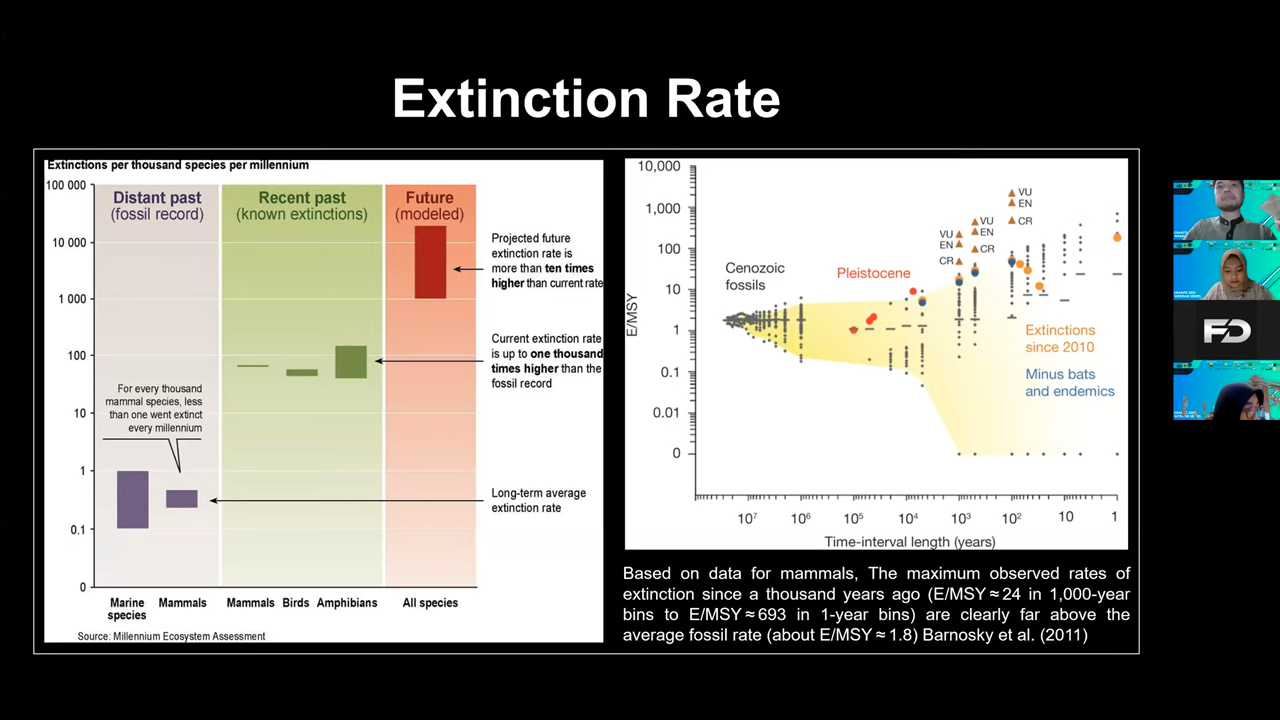 Extinction Rate
Extinctions per thousand species per millennium
100 000
10 000
1 000
100
10
1
0.1
0
Distant past
(fossil record)
Recent past
(known extinctions)
Future
(modeled)
For every thousand
mammal species, less
than one went extinct
every millennium
Projected future
extinction rate is
more than ten times
higher than current rate
Current extinction rate
is up to one thousand
times higher than the
fossil record
Long-term average
extinction rate
Marine
species
Mammals
Mammals
Birds
Amphibians
All species
Source: Millennium Ecosystem Assessment
10,000
1,000
100
10
1
0.1
0.01
0
E/MSY
Cenozoic
fossils
Pleistocene
VU
EN
CR
VU
EN
CR
VU
EN
CR
Extinctions
since 2010
Minus bats
and endemics
10⁷ 10⁶ 10⁵ 10⁴ 10³ 10² 10 1
Time-interval length (years)
Based on data for mammals, The maximum observed rates of
extinction since a thousand years ago (E/MSY ≈ 24 in 1,000-year
bins to E/MSY ≈ 693 in 1-year bins) are clearly far above the
average fossil rate (about E/MSY ≈ 1.8) Barnosky et al. (2011)
FD